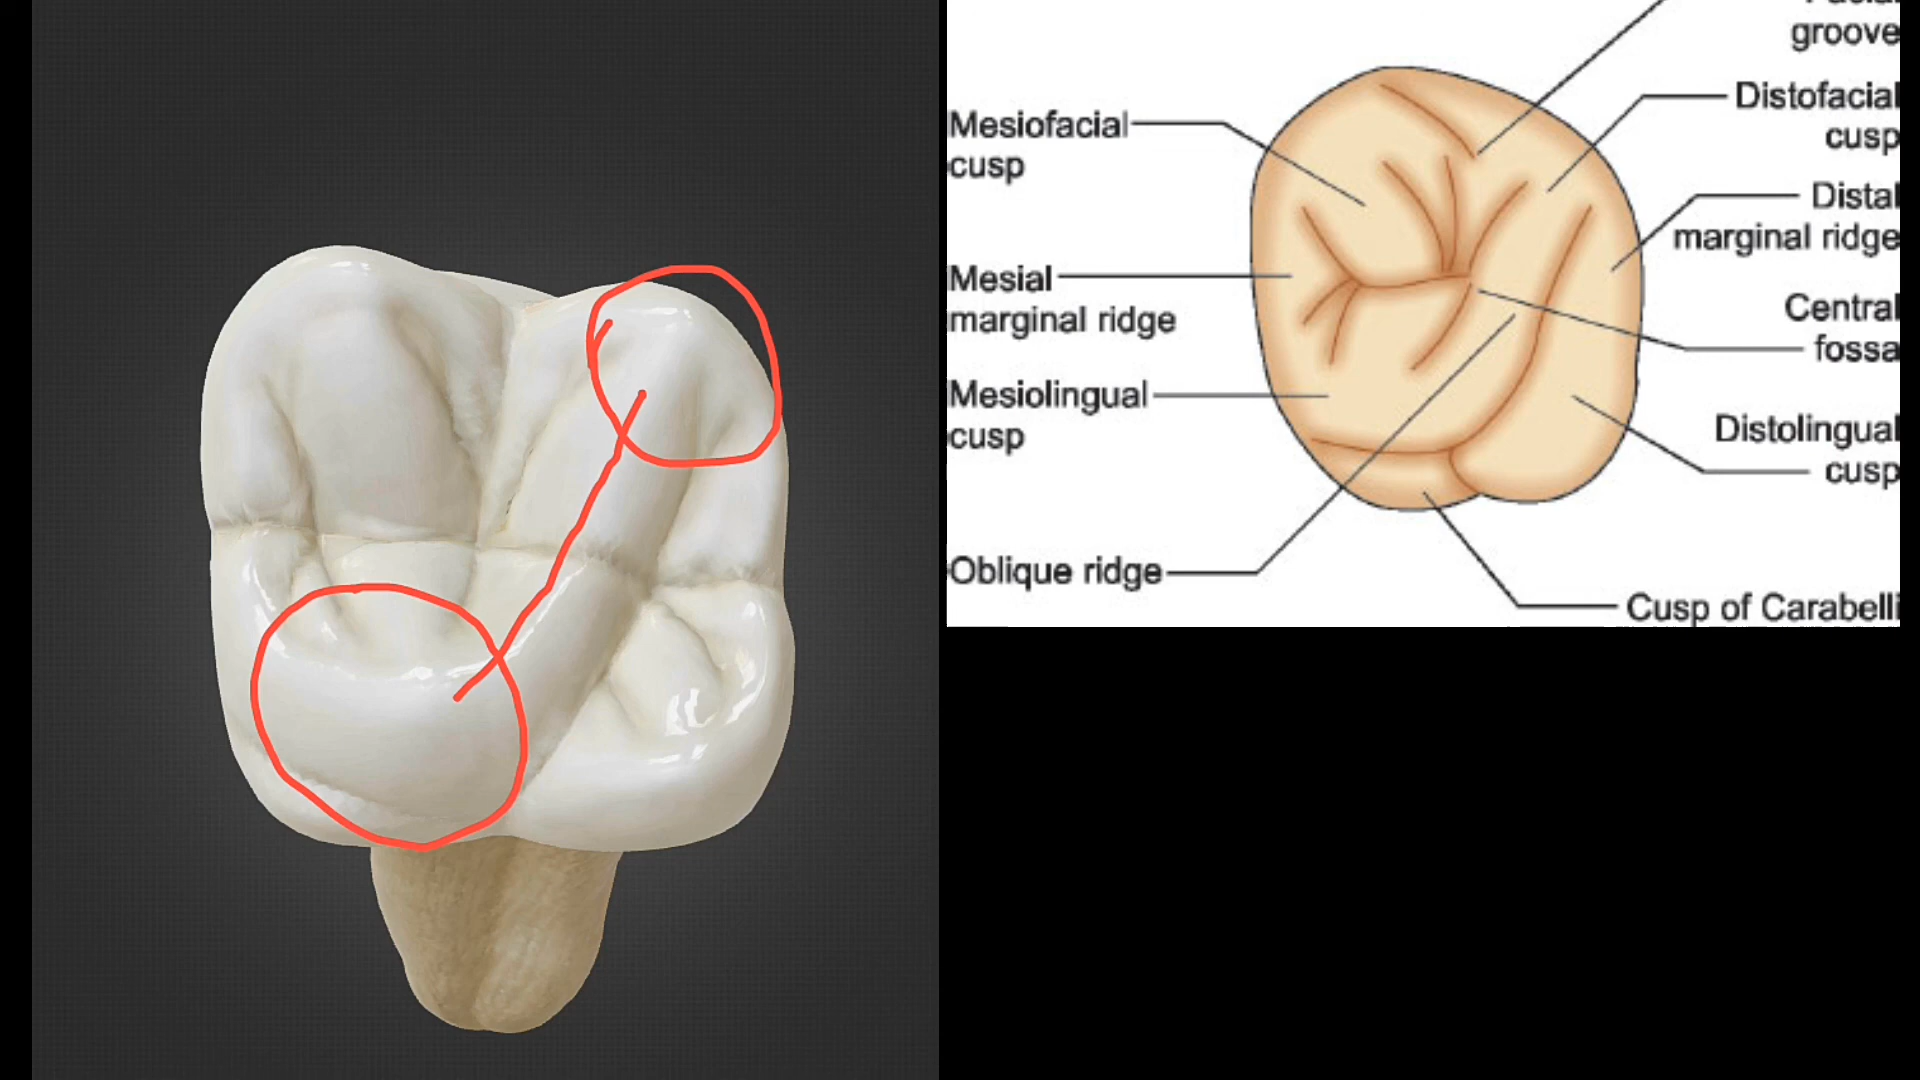 groove
Distofacial
cusp
Mesiofacial
cusp
Distal
marginal ridge
Mesial
marginal ridge
Central
fossa
Mesiolingual
cusp
Distolingual
cusp
Oblique ridge
Cusp of Carabelli